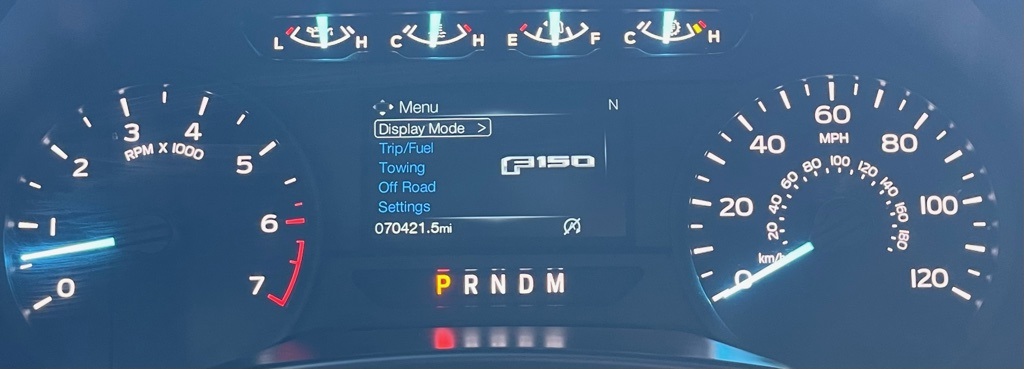 L H C H E F C H
Menu
N
Display Mode >
Trip/Fuel
Towing
Off Road
Settings
F150
070421.5mi
0 1 2 3 4 5 6 7
RPM X 1000
P R N D M
0 20 40 60 80 100 120
MPH
20 40 60 80 100 120 140 160 180
km/h